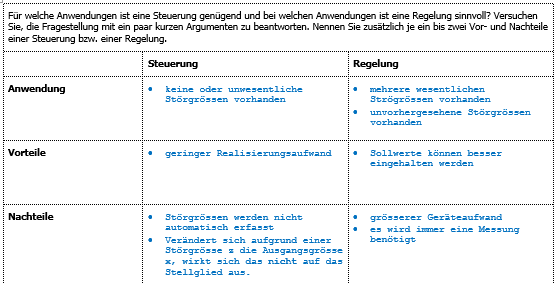 Für welche Anwendungen ist eine Steuerung genügend und bei welchen Anwendungen ist eine Regelung sinnvoll? Versuchen
Sie, die Fragestellung mit ein paar kurzen Argumenten zu beantworten. Nennen Sie zusätzlich je ein bis zwei Vor- und Nachteile
einer Steuerung bzw. einer Regelung.
Steuerung
Regelung
Anwendung
• keine oder unwesentliche
Störgrössen vorhanden
• mehrere wesentlichen
Strögrössen vorhanden
• unvorhergesehene Störgrössen
vorhanden
Vorteile
• geringer Realisierungsaufwand
• Sollwerte können besser
eingehalten werden
Nachteile
• Störgrössen werden nicht
automatisch erfasst
• Verändert sich aufgrund einer
Störgrösse z die Ausgangsgrösse
x, wirkt sich das nicht auf das
Stellglied aus.
• grösserer Geräteaufwand
• es wird immer eine Messung
benötigt